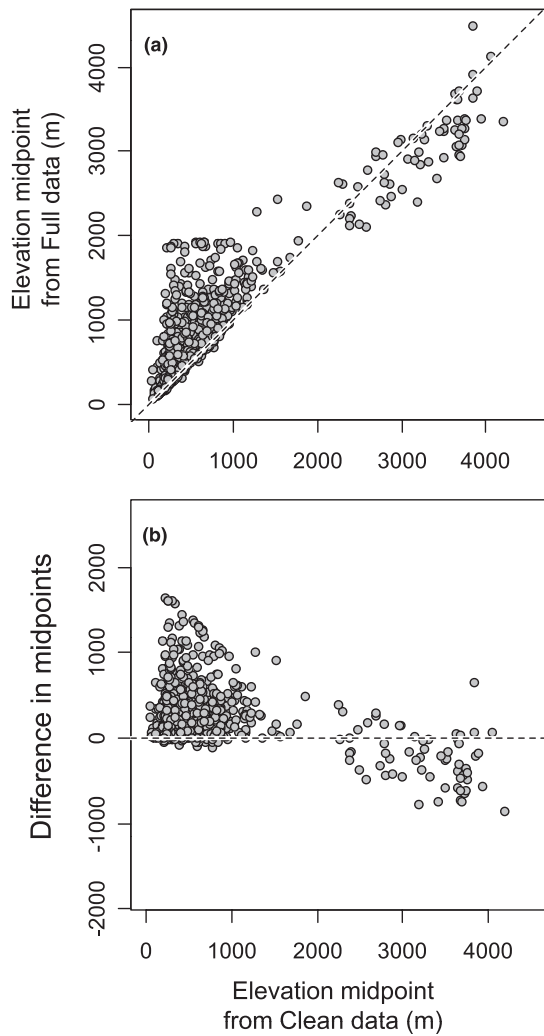 (a)
Elevation midpoint
from Full data (m)
4000
3000
2000
1000
0
0 1000 2000 3000 4000
(b)
Difference in midpoints
2000
1000
0
-1000
-2000
0 1000 2000 3000 4000
Elevation midpoint
from Clean data (m)